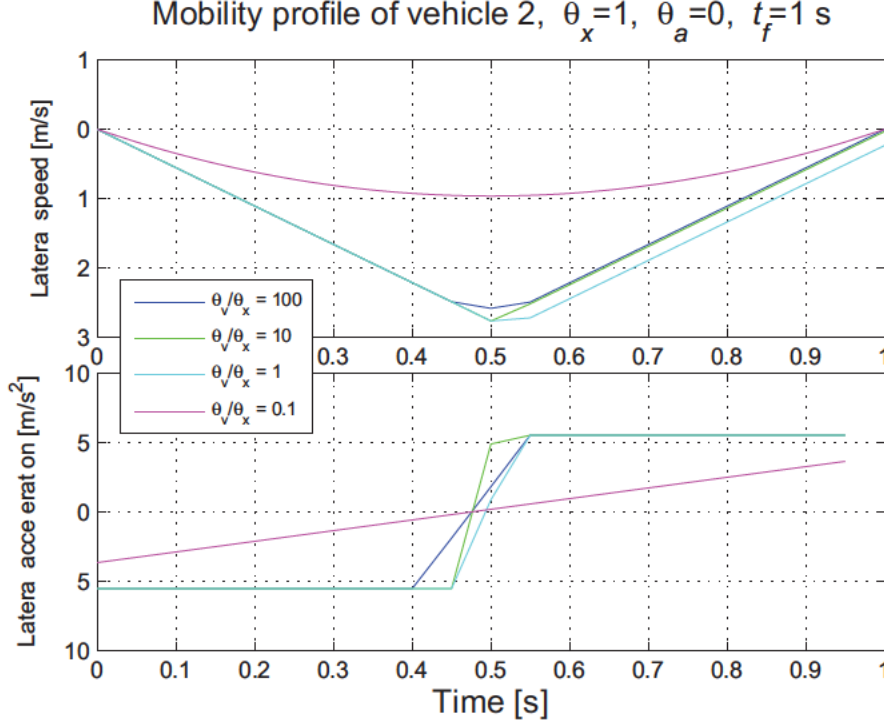 Mobility profile of vehicle 2, θx=1, θa=0, tf=1 s
Latera speed [m/s]
1
0
1
2
3
0 0.1 0.2 0.3 0.4 0.5 0.6 0.7 0.8 0.9 1
θv/θx = 100
θv/θx = 10
θv/θx = 1
θv/θx = 0.1
Latera acce erat on [m/s²]
10
5
0
5
10
0 0.1 0.2 0.3 0.4 0.5 0.6 0.7 0.8 0.9 1
Time [s]